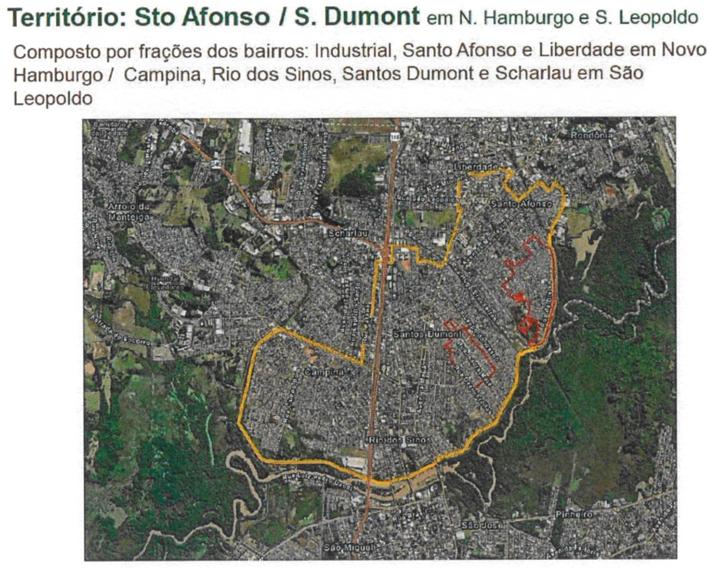 Território: Sto Afonso / S. Dumont em N. Hamburgo e S. Leopoldo
Composto por frações dos bairros: Industrial, Santo Afonso e Liberdade em Novo
Hamburgo / Campina, Rio dos Sinos, Santos Dumont e Scharlau em São
Leopoldo
Rondônia
116
Liberdade
Santo Afonso
Arroio da
Manteiga
Scharlau
Santos Dumont
Campina
Rio dos Sinos
São José
Pinheiro
São Miguel